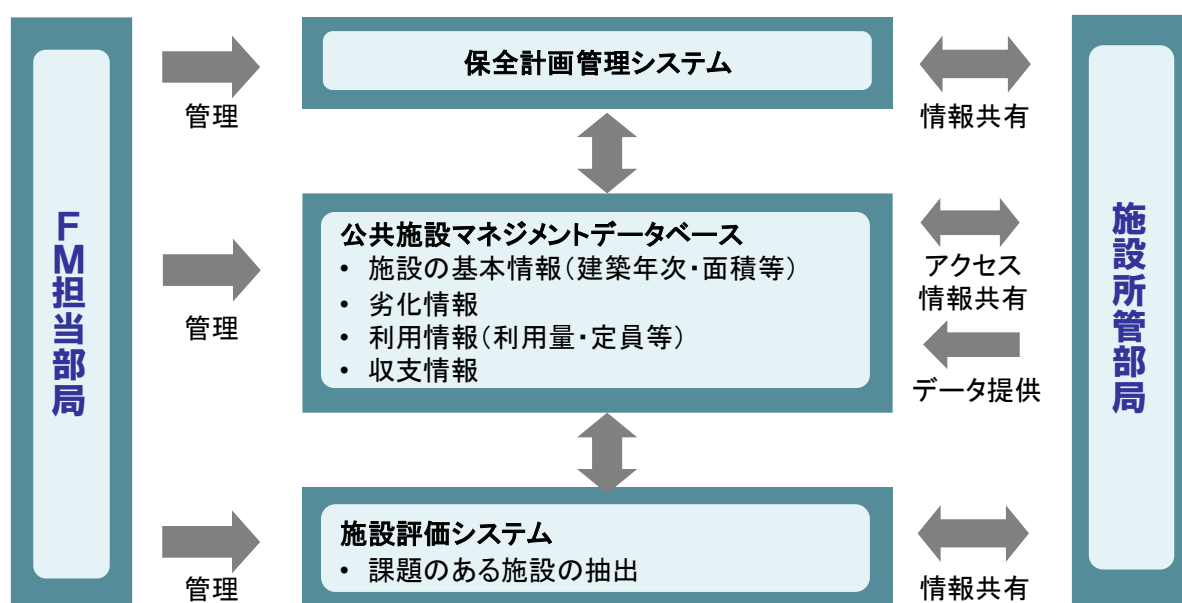 FM担当部局
管理
保全計画管理システム
情報共有
管理
公共施設マネジメントデータベース
• 施設の基本情報(建築年次・面積等)
• 劣化情報
• 利用情報(利用量・定員等)
• 収支情報
アクセス
情報共有
データ提供
管理
施設評価システム
• 課題のある施設の抽出
情報共有
施設所管部局